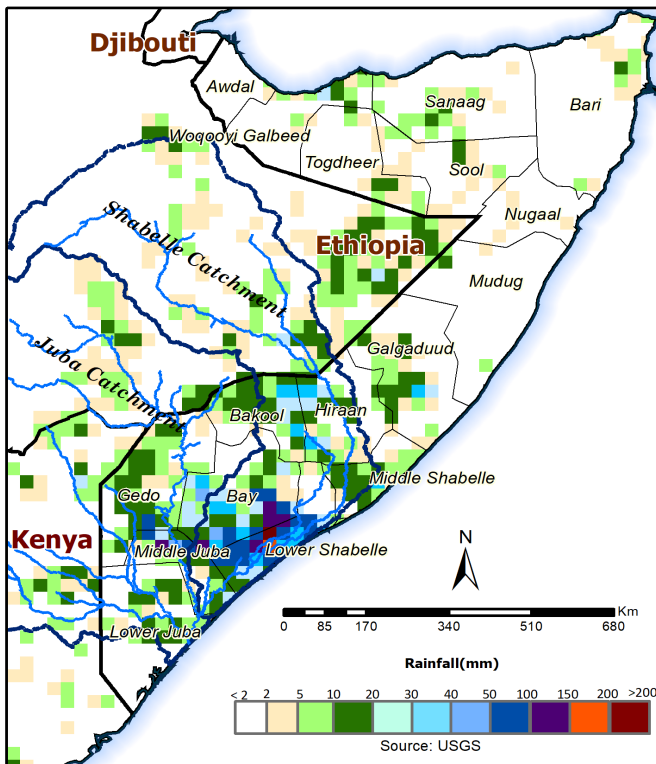 Djibouti
Awdal
Sanaag
Bari
Woqooyi Galbeed
Togdheer
Sool
Nugaal
Shabelle Catchment
Ethiopia
Mudug
Juba Catchment
Galgaduud
Bakool
Hiraan
Middle Shabelle
Gedo
Bay
Kenya
Middle Juba
Lower Shabelle
N
Lower Juba
Km
0 85 170 340 510 680
Rainfall(mm)
< 2 2 5 10 20 30 40 50 100 150 200 >200
Source: USGS